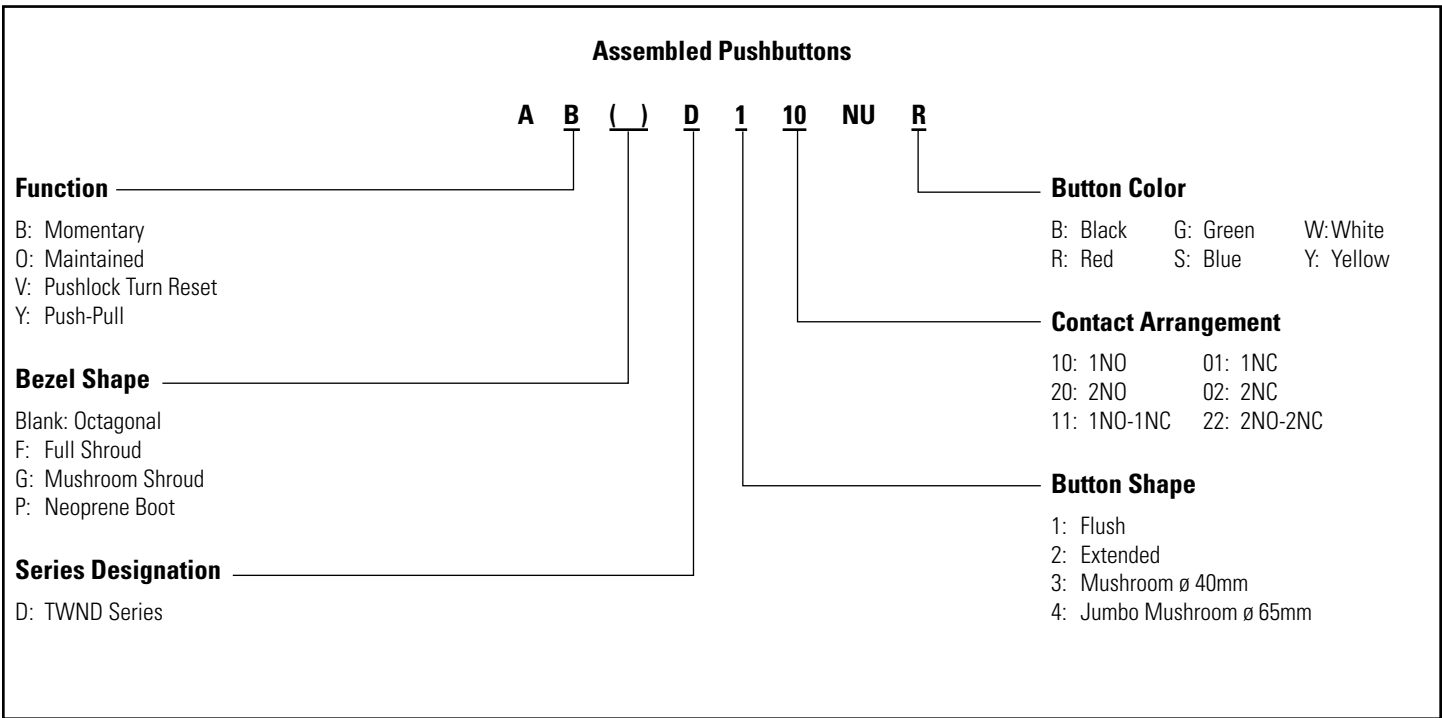 Assembled Pushbuttons
A B ( ) D 1 10 NU R
Function
B: Momentary
O: Maintained
V: Pushlock Turn Reset
Y: Push-Pull
Bezel Shape
Blank: Octagonal
F: Full Shroud
G: Mushroom Shroud
P: Neoprene Boot
Series Designation
D: TWND Series
Button Color
B: Black G: Green W: White
R: Red S: Blue Y: Yellow
Contact Arrangement
10: 1NO 01: 1NC
20: 2NO 02: 2NC
11: 1NO-1NC 22: 2NO-2NC
Button Shape
1: Flush
2: Extended
3: Mushroom ø 40mm
4: Jumbo Mushroom ø 65mm